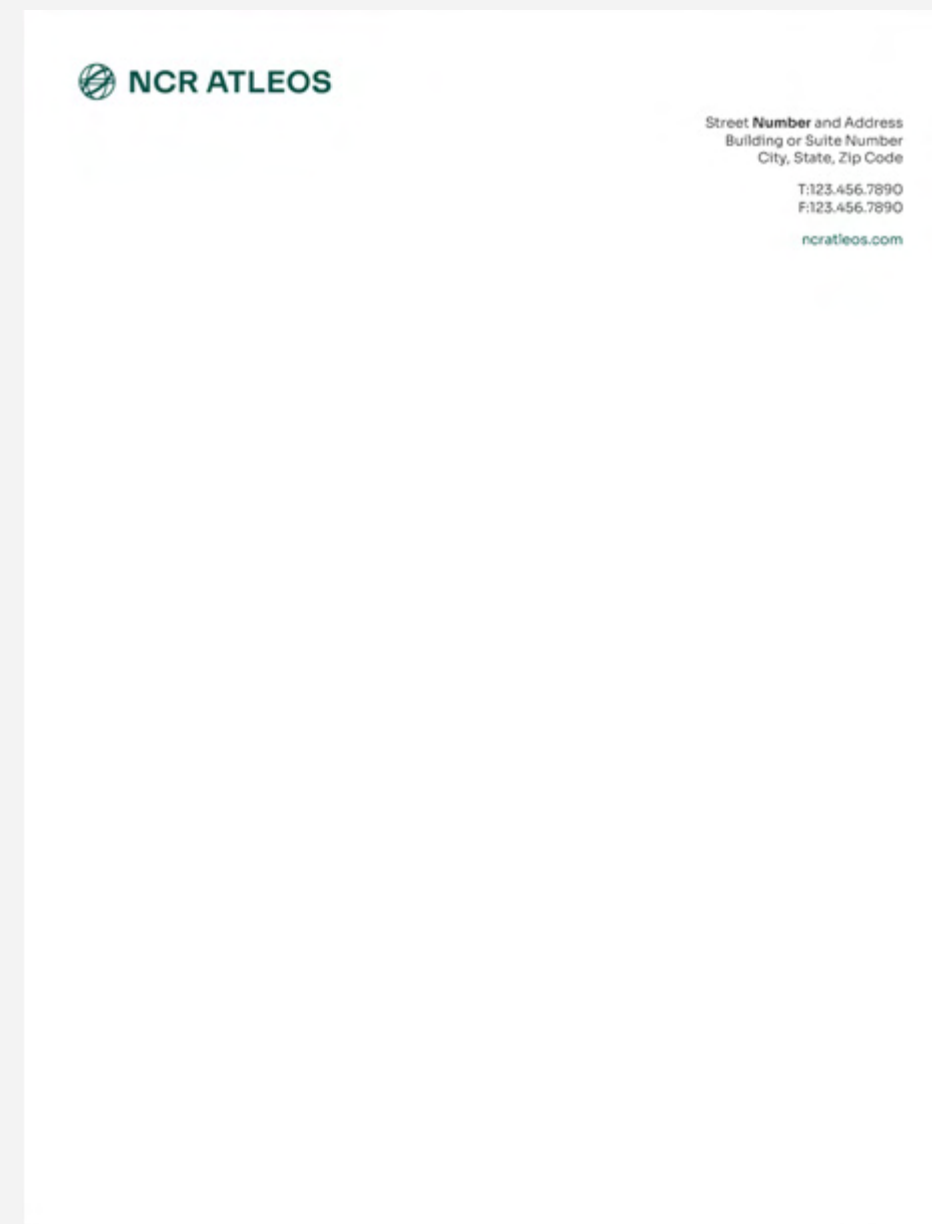 NCR ATLEOS
Street Number and Address
Building or Suite Number
City, State, Zip Code
T:123.456.7890
F:123.456.7890
ncratleos.com